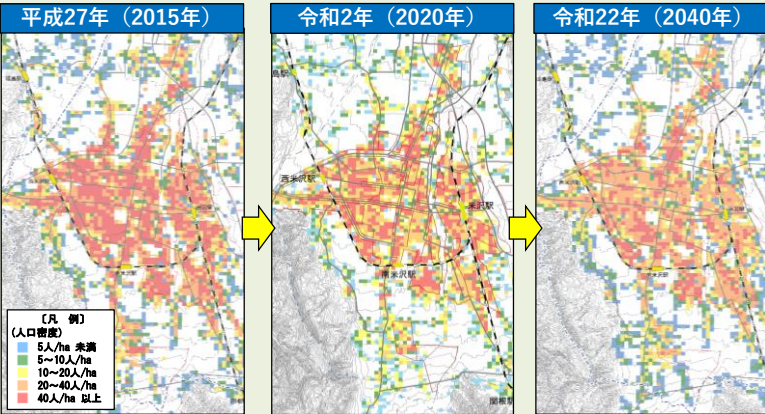 平成27年（2015年）
令和2年（2020年）
令和22年（2040年）
西米沢駅
米沢駅
南米沢駅
関根駅
〔凡　例〕
(人口密度)
5人/ha 未満
5～10人/ha
10～20人/ha
20～40人/ha
40人/ha 以上